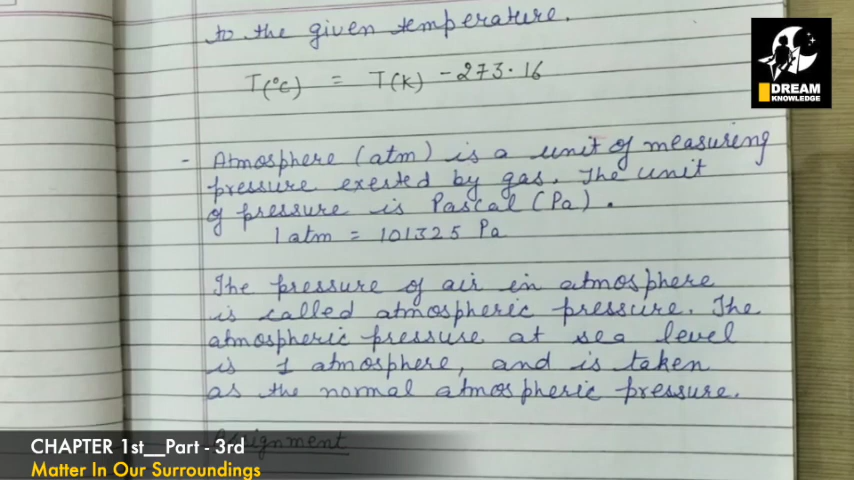 to the given temperature.
T(°C) = T(K) - 273.16
- Atmosphere (atm) is a unit of measuring
pressure exerted by gas. The unit
of pressure is Pascal (Pa).
1 atm = 101325 Pa
The pressure of air in atmosphere
is called atmospheric pressure. The
atmospheric pressure at sea level
is 1 atmosphere, and is taken
as the normal atmospheric pressure.
Assignment
DREAM
KNOWLEDGE
CHAPTER 1st__Part - 3rd
Matter In Our Surroundings